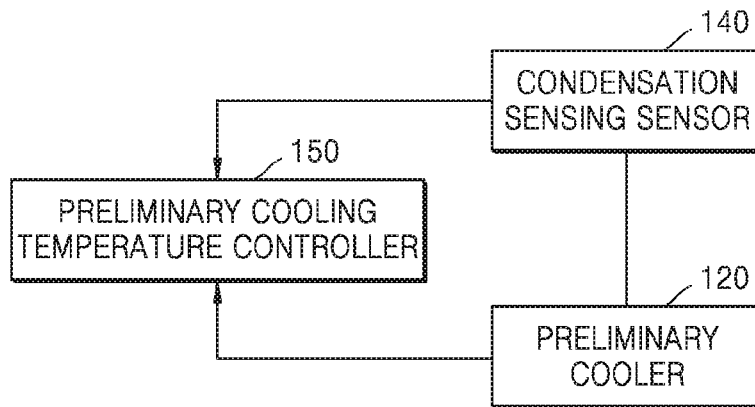 140
CONDENSATION
SENSING SENSOR
150
PRELIMINARY COOLING
TEMPERATURE CONTROLLER
120
PRELIMINARY
COOLER